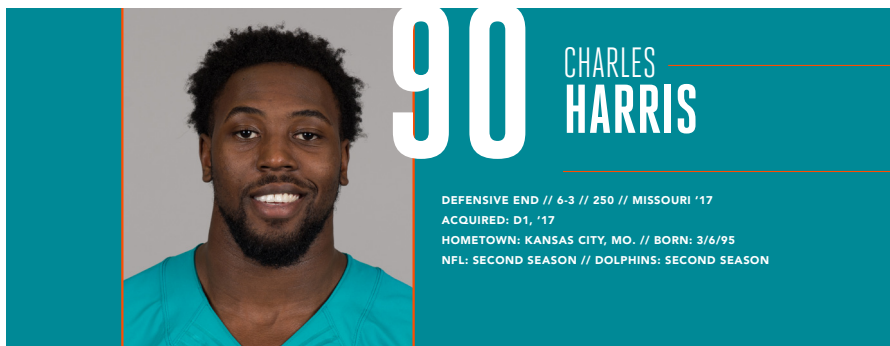 90
CHARLES
HARRIS
DEFENSIVE END // 6-3 // 250 // MISSOURI ’17
ACQUIRED: D1, ’17
HOMETOWN: KANSAS CITY, MO. // BORN: 3/6/95
NFL: SECOND SEASON // DOLPHINS: SECOND SEASON